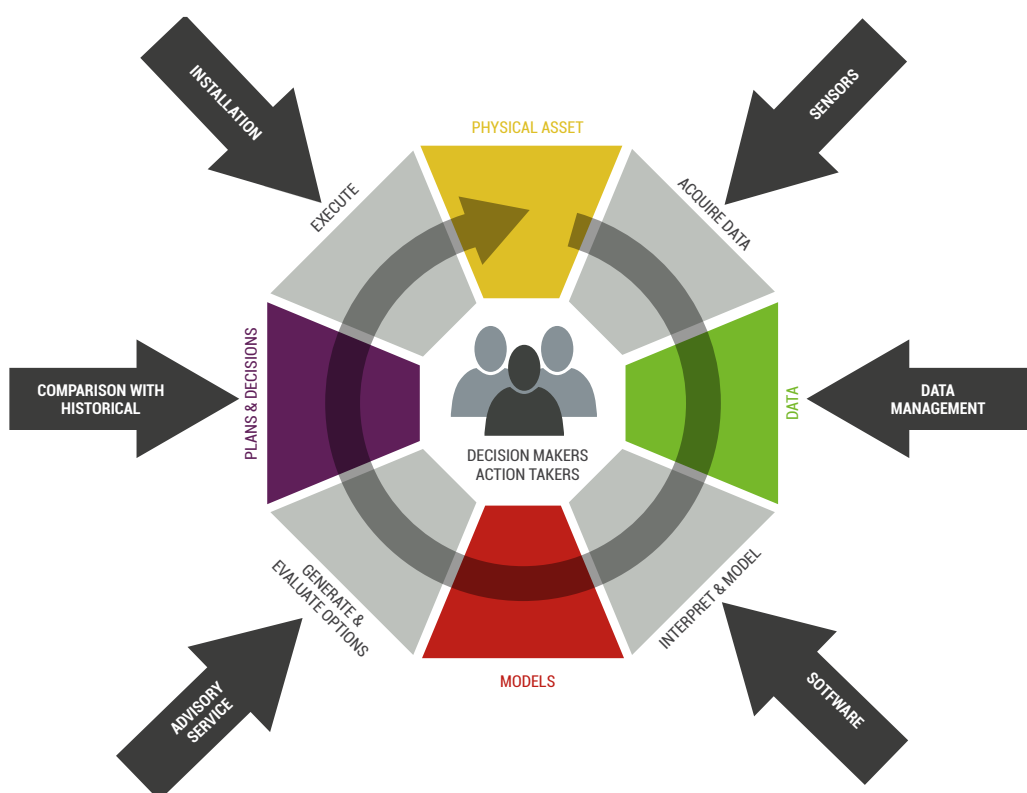 INSTALLATION
SENSORS
PHYSICAL ASSET
EXECUTE
ACQUIRE DATA
COMPARISON WITH
HISTORICAL
PLANS & DECISIONS
DECISION MAKERS
ACTION TAKERS
DATA
DATA
MANAGEMENT
GENERATE &
EVALUATE OPTIONS
INTERPRET & MODEL
MODELS
ADVISORY
SERVICE
SOTFWARE